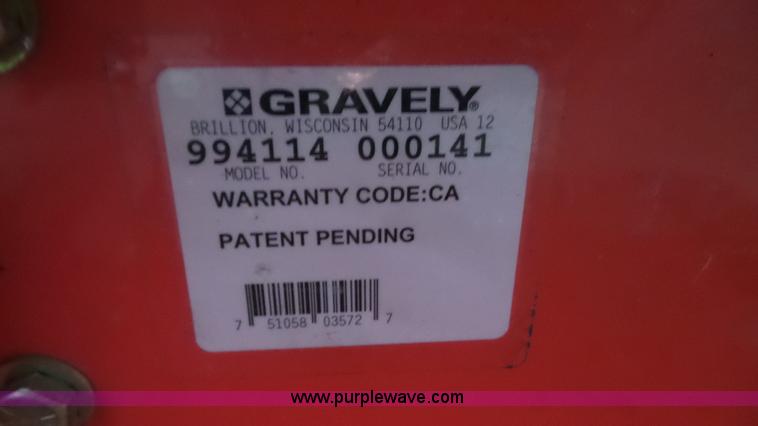 GRAVELY®
BRILLION, WISCONSIN 54110 USA 12
994114 000141
MODEL NO. SERIAL NO.
WARRANTY CODE:CA
PATENT PENDING
7 51058 03572 7
www.purplewave.com